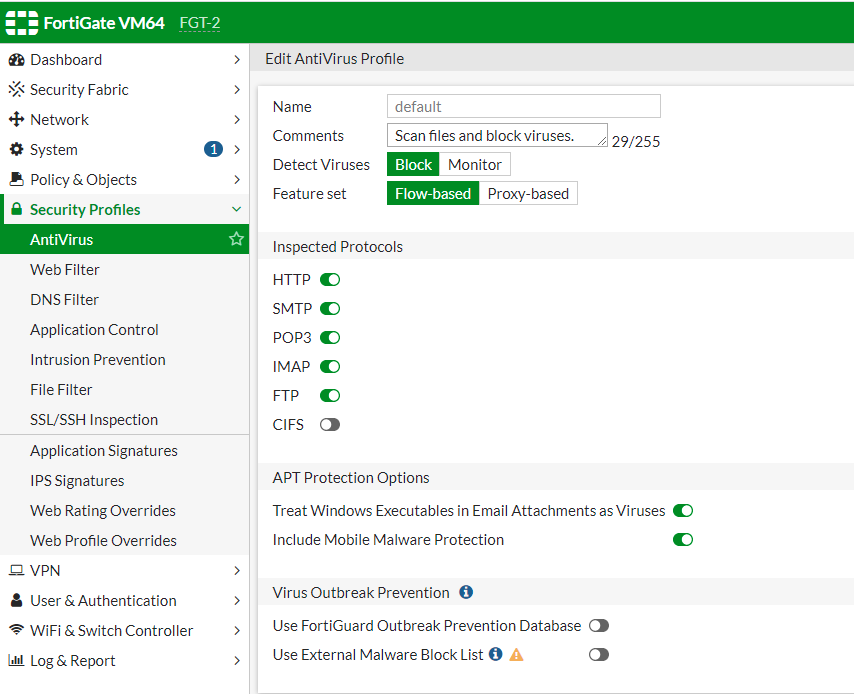 FortiGate VM64 FGT-2
Dashboard
Security Fabric
Network
System 1
Policy & Objects
Security Profiles
AntiVirus
Web Filter
DNS Filter
Application Control
Intrusion Prevention
File Filter
SSL/SSH Inspection
Application Signatures
IPS Signatures
Web Rating Overrides
Web Profile Overrides
VPN
User & Authentication
WiFi & Switch Controller
Log & Report
Edit AntiVirus Profile
Name default
Comments Scan files and block viruses. 29/255
Detect Viruses Block Monitor
Feature set Flow-based Proxy-based
Inspected Protocols
HTTP
SMTP
POP3
IMAP
FTP
CIFS
APT Protection Options
Treat Windows Executables in Email Attachments as Viruses
Include Mobile Malware Protection
Virus Outbreak Prevention
Use FortiGuard Outbreak Prevention Database
Use External Malware Block List